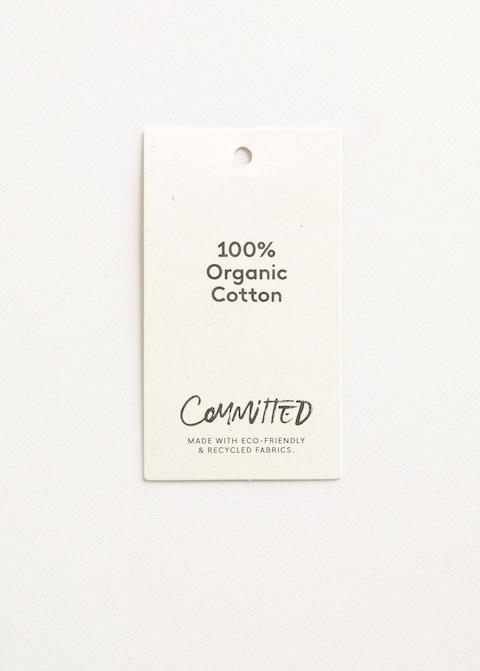 100%
Organic
Cotton
COMMITTED
MADE WITH ECO-FRIENDLY
& RECYCLED FABRICS.